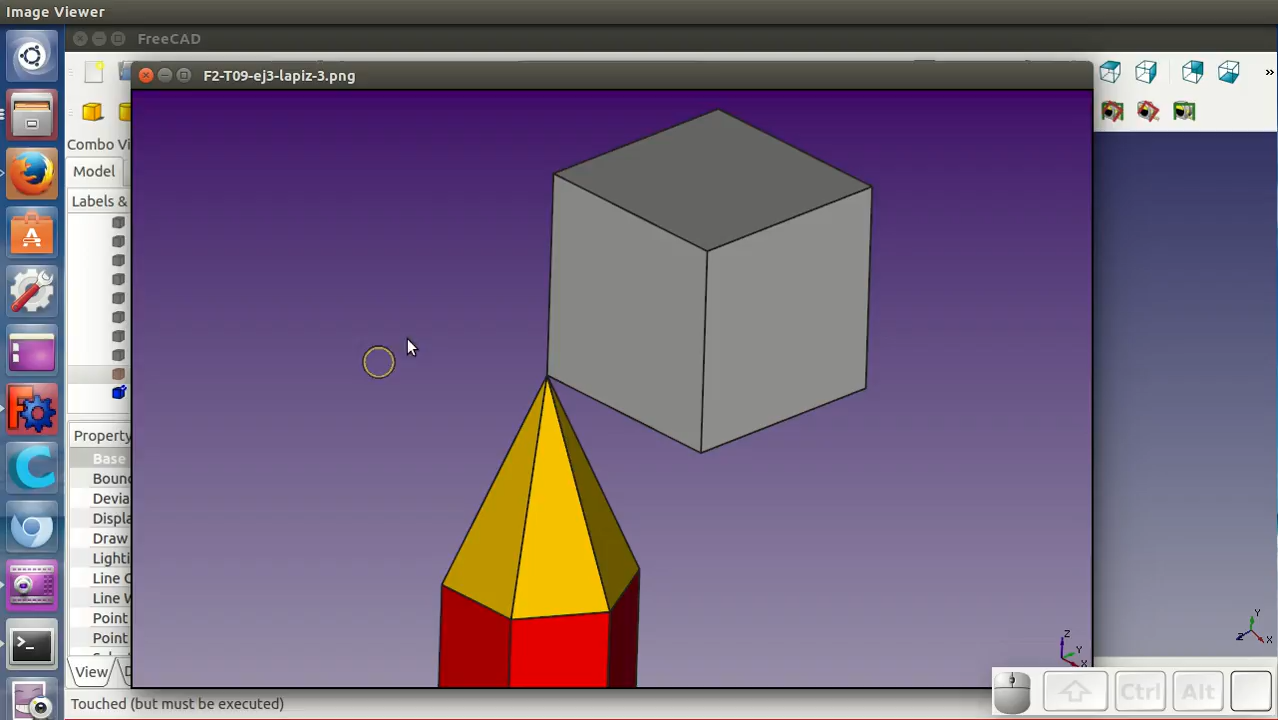 Image Viewer
FreeCAD
F2-T09-ej3-lapiz-3.png
»
Combo Vi
Model
Labels &
Property
Base
Boun
Devia
Displa
Draw
Lighti
Line C
Line W
Point
Point
View
Z
Y
X
Y
Z
X
Ctrl
Alt
Touched (but must be executed)